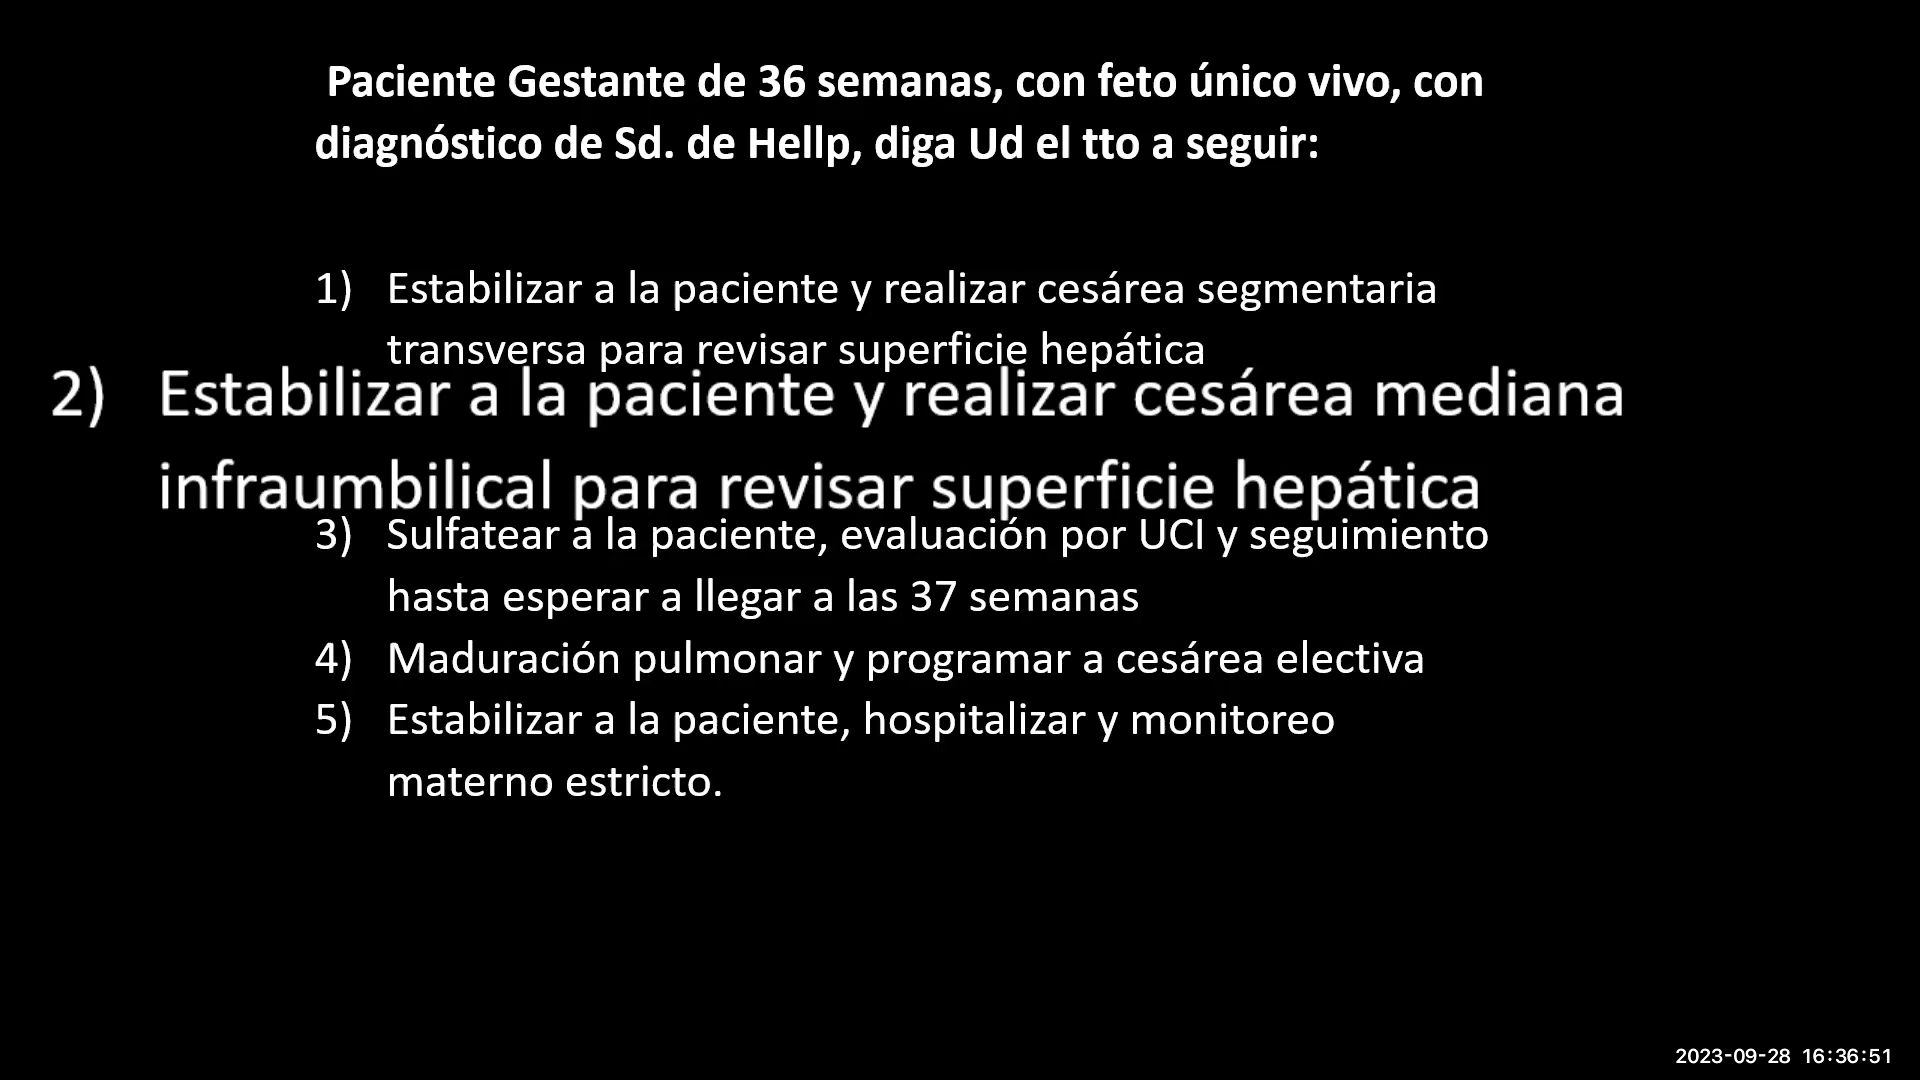 Paciente Gestante de 36 semanas, con feto único vivo, con
diagnóstico de Sd. de Hellp, diga Ud el tto a seguir:
1) Estabilizar a la paciente y realizar cesárea segmentaria
transversa para revisar superficie hepática
2) Estabilizar a la paciente y realizar cesárea mediana
infraumbilical para revisar superficie hepática
3) Sulfatear a la paciente, evaluación por UCI y seguimiento
hasta esperar a llegar a las 37 semanas
4) Maduración pulmonar y programar a cesárea electiva
5) Estabilizar a la paciente, hospitalizar y monitoreo
materno estricto.
2023-09-28 16:36:51